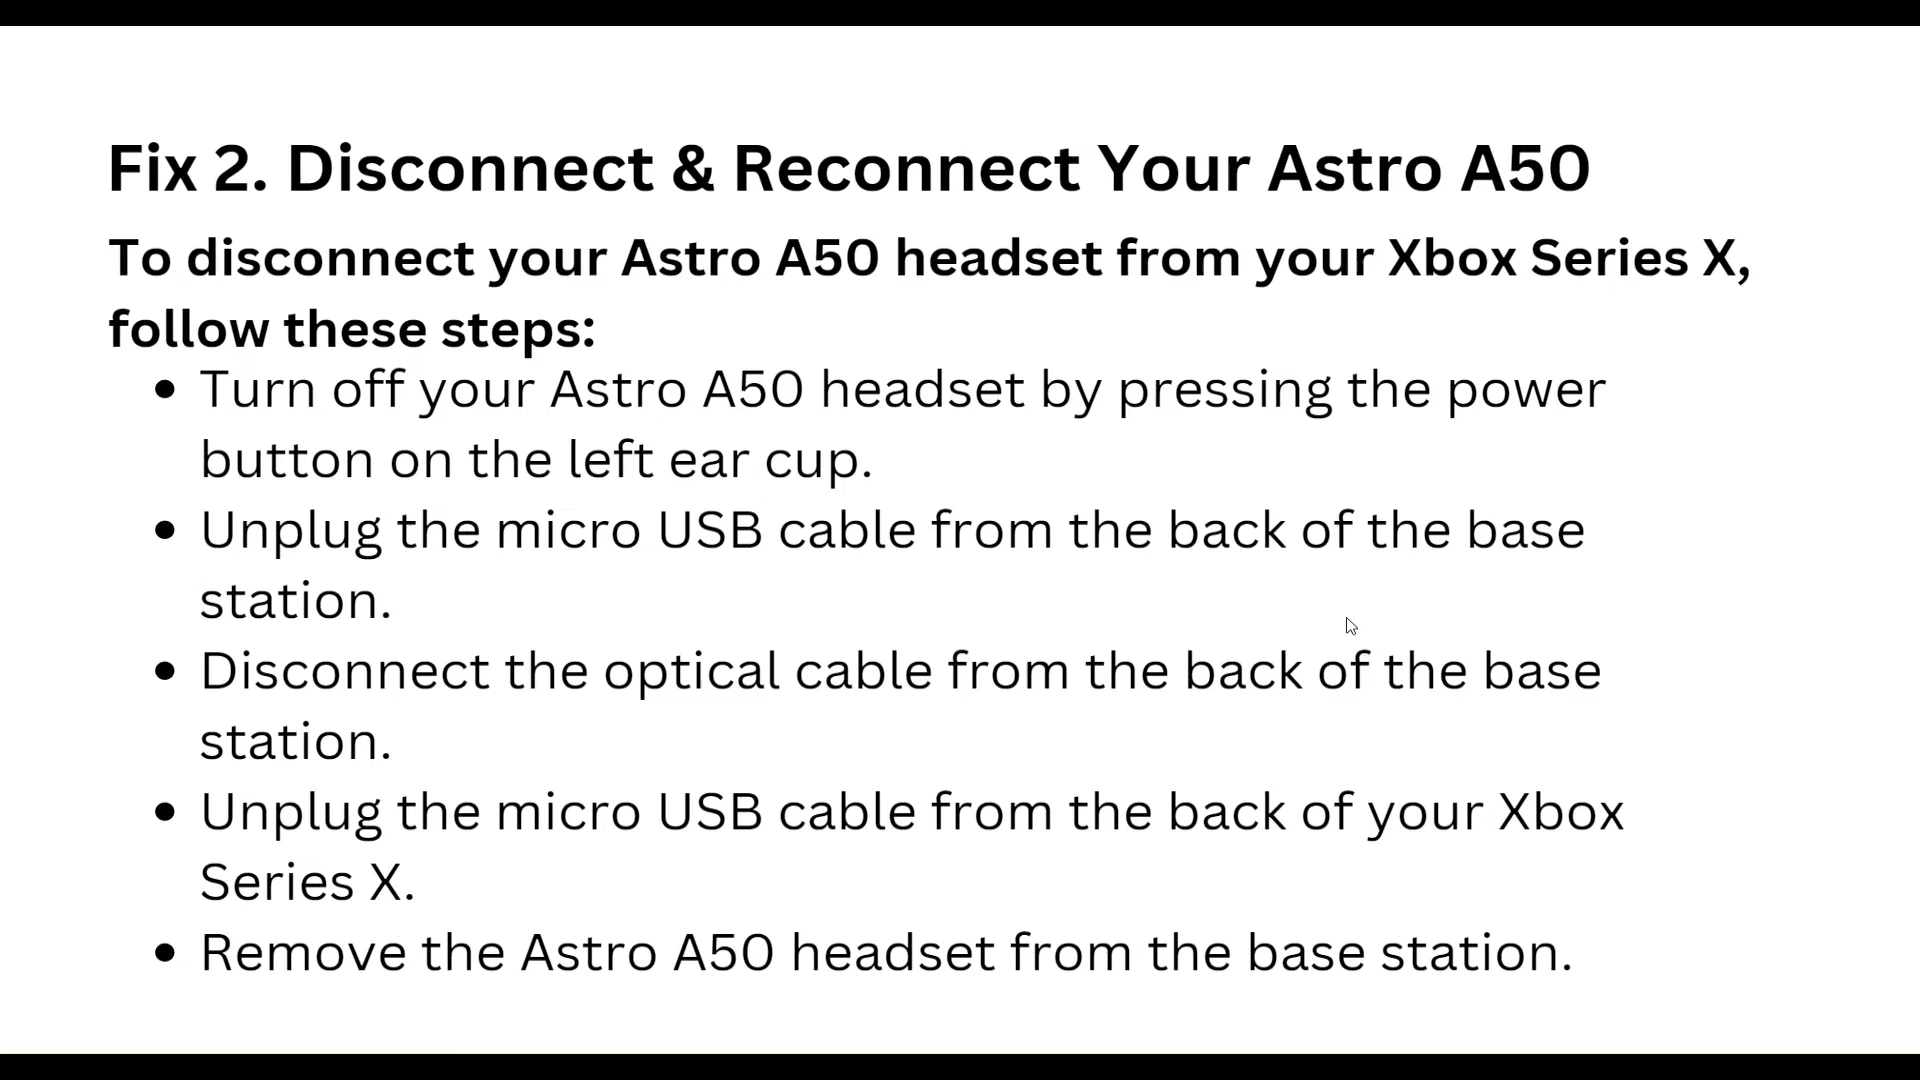 Fix 2. Disconnect & Reconnect Your Astro A50
To disconnect your Astro A50 headset from your Xbox Series X,
follow these steps:
• Turn off your Astro A50 headset by pressing the power
button on the left ear cup.
• Unplug the micro USB cable from the back of the base
station.
• Disconnect the optical cable from the back of the base
station.
• Unplug the micro USB cable from the back of your Xbox
Series X.
• Remove the Astro A50 headset from the base station.